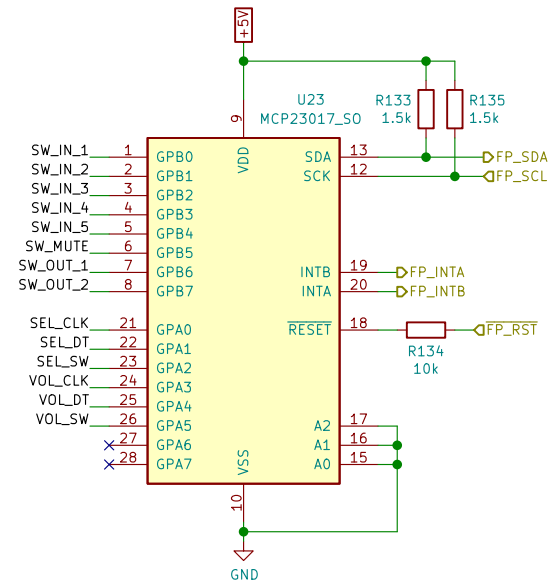 +5V
U23
MCP23017_SO
R133
1.5k
R135
1.5k
9
VDD
SW_IN_1 1 GPB0
SW_IN_2 2 GPB1
SW_IN_3 3 GPB2
SW_IN_4 4 GPB3
SW_IN_5 5 GPB4
SW_MUTE 6 GPB5
SW_OUT_1 7 GPB6
SW_OUT_2 8 GPB7
SEL_CLK 21 GPA0
SEL_DT 22 GPA1
SEL_SW 23 GPA2
VOL_CLK 24 GPA3
VOL_DT 25 GPA4
VOL_SW 26 GPA5
27 GPA6
28 GPA7
SDA 13 FP_SDA
SCK 12 FP_SCL
INTB 19 FP_INTA
INTA 20 FP_INTB
RESET 18 FP_RST
R134
10k
A2 17
A1 16
A0 15
VSS
10
GND